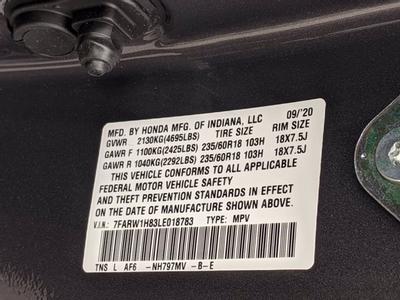 MFD. BY HONDA MFG. OF INDIANA, LLC 09/'20
GVWR 2130KG(4695LBS) TIRE SIZE RIM SIZE
GAWR F 1100KG(2425LBS) 235/60R18 103H 18X7.5J
GAWR R 1040KG(2292LBS) 235/60R18 103H 18X7.5J
THIS VEHICLE CONFORMS TO ALL APPLICABLE
FEDERAL MOTOR VEHICLE SAFETY
AND THEFT PREVENTION STANDARDS IN EFFECT
ON THE DATE OF MANUFACTURE SHOWN ABOVE.
V.I.N: 7FARW1H83LE018783 TYPE: MPV
TNS L AF6 -NH797MV -B-E